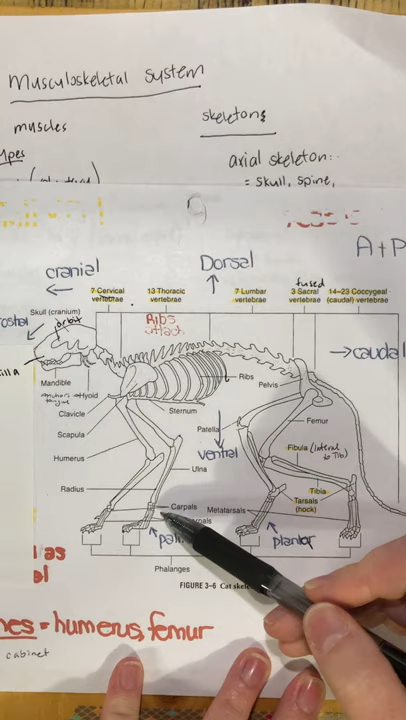 Musculoskeletal system
skeletons
muscles
ypes
axial skeleton:
= skull, spine,
A+P
cranial
Dorsal
fused
7 Cervical vertebrae
13 Thoracic vertebrae
7 Lumbar vertebrae
3 Sacral vertebrae
14–23 Coccygeal (caudal) vertebrae
Skull (cranium)
orbit
Ribs
attach
caudal
Mandible
Hyoid
Ribs
Pelvis
Clavicle
Sternum
Scapula
Patella
Femur
ventral
Humerus
Fibula (lateral to Tib)
Ulna
Radius
Tibia
Tarsals (hock)
Carpals
Metatarsals
plantar
Phalanges
FIGURE 3-6 Cat skele
= humerus, femur
cabinet